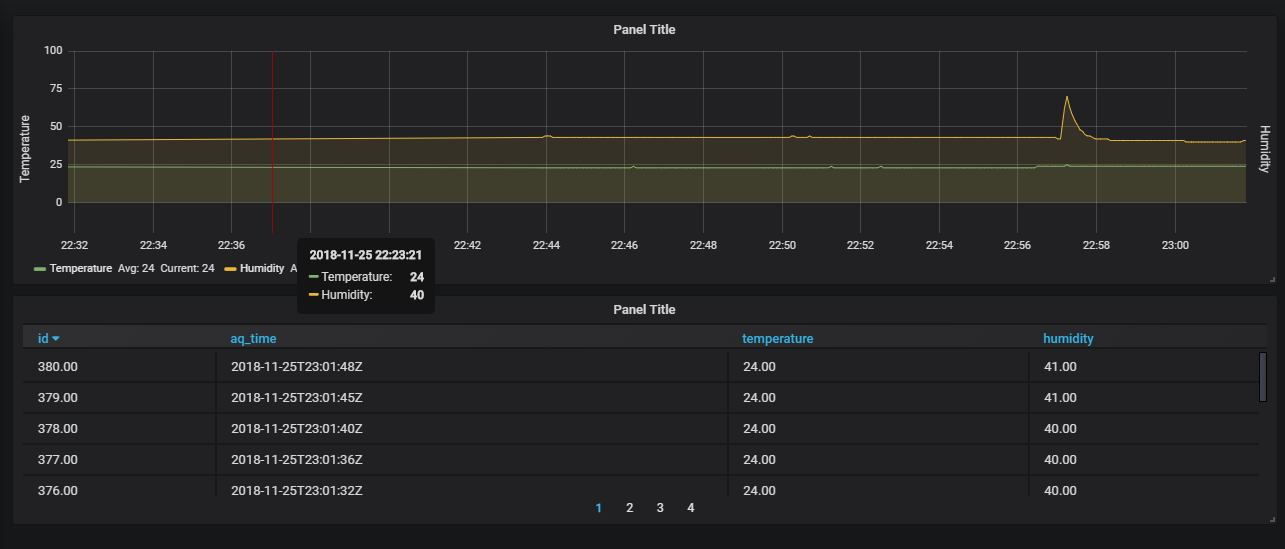 Panel Title
100
75
50
25
0
Temperature
Humidity
22:32 22:34 22:36 22:42 22:44 22:46 22:48 22:50 22:52 22:54 22:56 22:58 23:00
Temperature Avg: 24 Current: 24 Humidity A
2018-11-25 22:23:21
Temperature: 24
Humidity: 40
Panel Title
id aq_time temperature humidity
380.00 2018-11-25T23:01:48Z 24.00 41.00
379.00 2018-11-25T23:01:45Z 24.00 41.00
378.00 2018-11-25T23:01:40Z 24.00 40.00
377.00 2018-11-25T23:01:36Z 24.00 40.00
376.00 2018-11-25T23:01:32Z 24.00 40.00
1 2 3 4